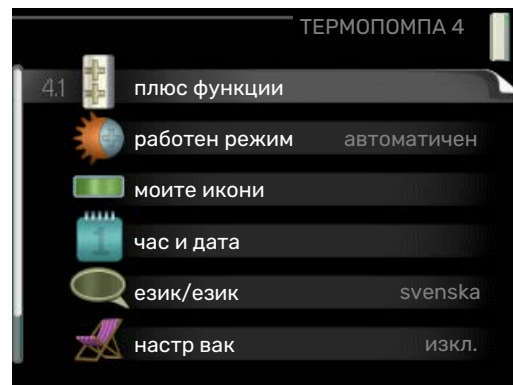 ТЕРМОПОМПА 4
4.1 плюс функции
работен режим автоматичен
моите икони
1
час и дата
език/език svenska
настр вак изкл.